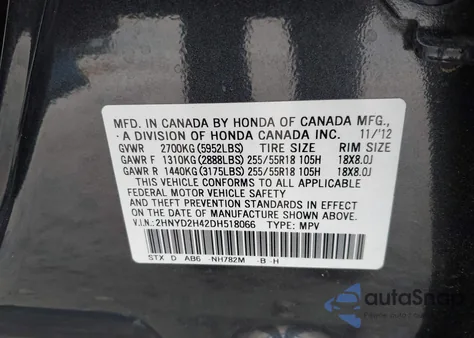 MFD. IN CANADA BY HONDA OF CANADA MFG.,
A DIVISION OF HONDA CANADA INC. 11/'12
GVWR 2700KG (5952LBS) TIRE SIZE RIM SIZE
GAWR F 1310KG (2888LBS) 255/55R18 105H 18X8.0J
GAWR R 1440KG (3175LBS) 255/55R18 105H 18X8.0J
THIS VEHICLE CONFORMS TO ALL APPLICABLE
FEDERAL MOTOR VEHICLE SAFETY
AND THEFT PREVENTION STANDARDS IN EFFECT
ON THE DATE OF MANUFACTURE SHOWN ABOVE.
V.I.N.: 2HNYD2H42DH518066 TYPE: MPV
STX D AB6 NH782M -B -H
autoSnap